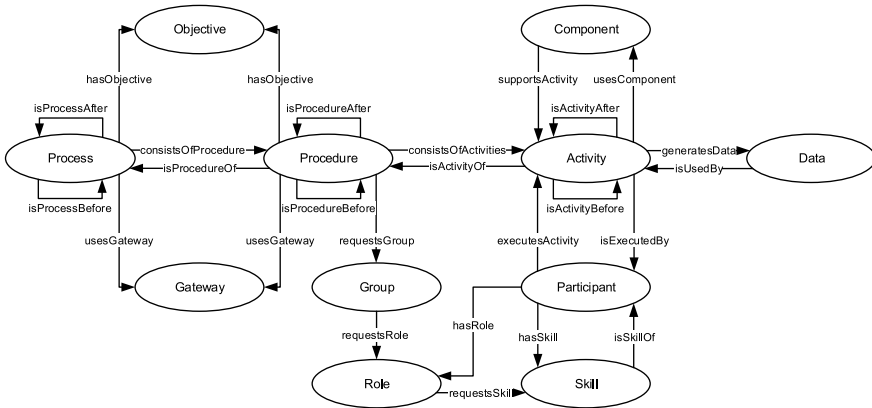 Objective
Component
hasObjective
hasObjective
supportsActivity
usesComponent
isProcessAfter
isProcedureAfter
isActivityAfter
Process
consistsOfProcedure
Procedure
consistsOfActivities
Activity
generatesData
Data
isProcedureOf
isActivityOf
isUsedBy
isProcessBefore
isProcedureBefore
isActivityBefore
usesGateway
usesGateway
requestsGroup
executesActivity
isExecutedBy
Gateway
Group
Participant
requestsRole
hasRole
hasSkill
isSkillOf
Role
requestsSkill
Skill